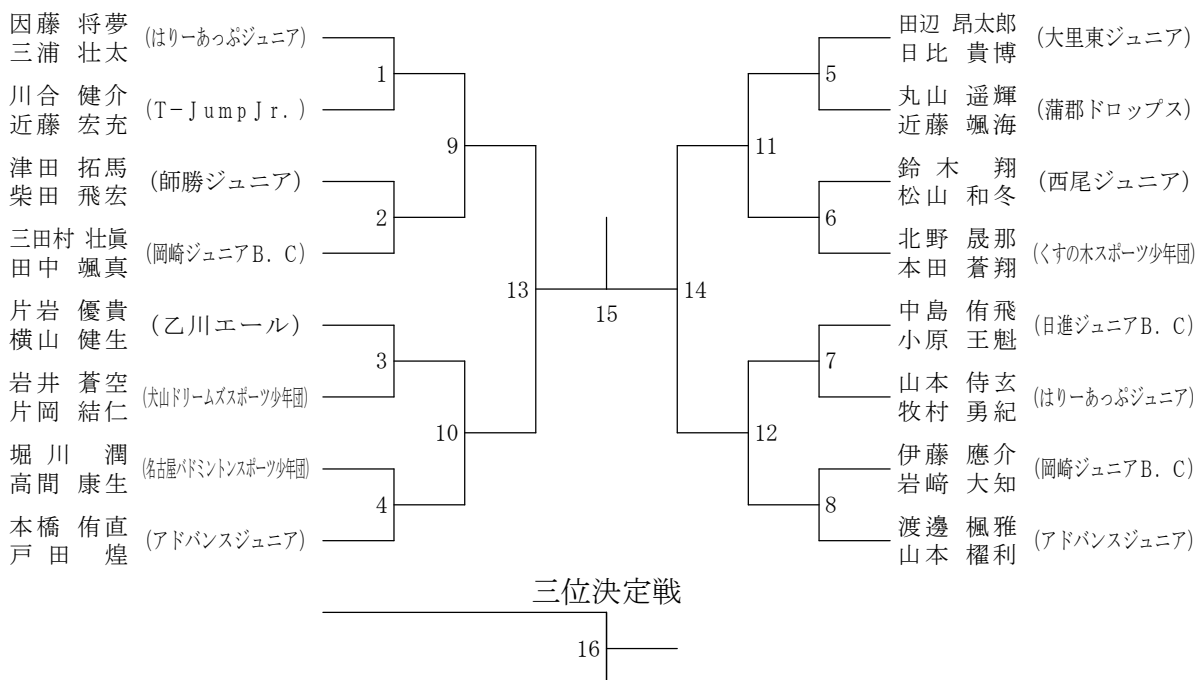 因藤 将夢
三浦 壮太
(はりーあっぷジュニア)
1
川合 健介
近藤 宏充
(T-JumpJr.)
9
津田 拓馬
柴田 飛宏
(師勝ジュニア)
2
三田村 壮眞
田中 颯真
(岡崎ジュニアB.C)
13
片岩 優貴
横山 健生
(乙川エール)
3
岩井 蒼空
片岡 結仁
(犬山ドリームズスポーツ少年団)
10
堀川 潤
高間 康生
(名古屋バドミントンスポーツ少年団)
4
本橋 侑直
戸田 煌
(アドバンスジュニア)
15
田辺 昂太郎
日比 貴博
(大里東ジュニア)
5
丸山 遥輝
近藤 颯海
(蒲郡ドロップス)
11
鈴木 翔
松山 和冬
(西尾ジュニア)
6
北野 晟那
本田 蒼翔
(くすの木スポーツ少年団)
14
中島 侑飛
小原 王魁
(日進ジュニアB.C)
7
山本 侍玄
牧村 勇紀
(はりーあっぷジュニア)
12
伊藤 應介
岩﨑 大知
(岡崎ジュニアB.C)
8
渡邊 楓雅
山本 櫂利
(アドバンスジュニア)
三位決定戦
16